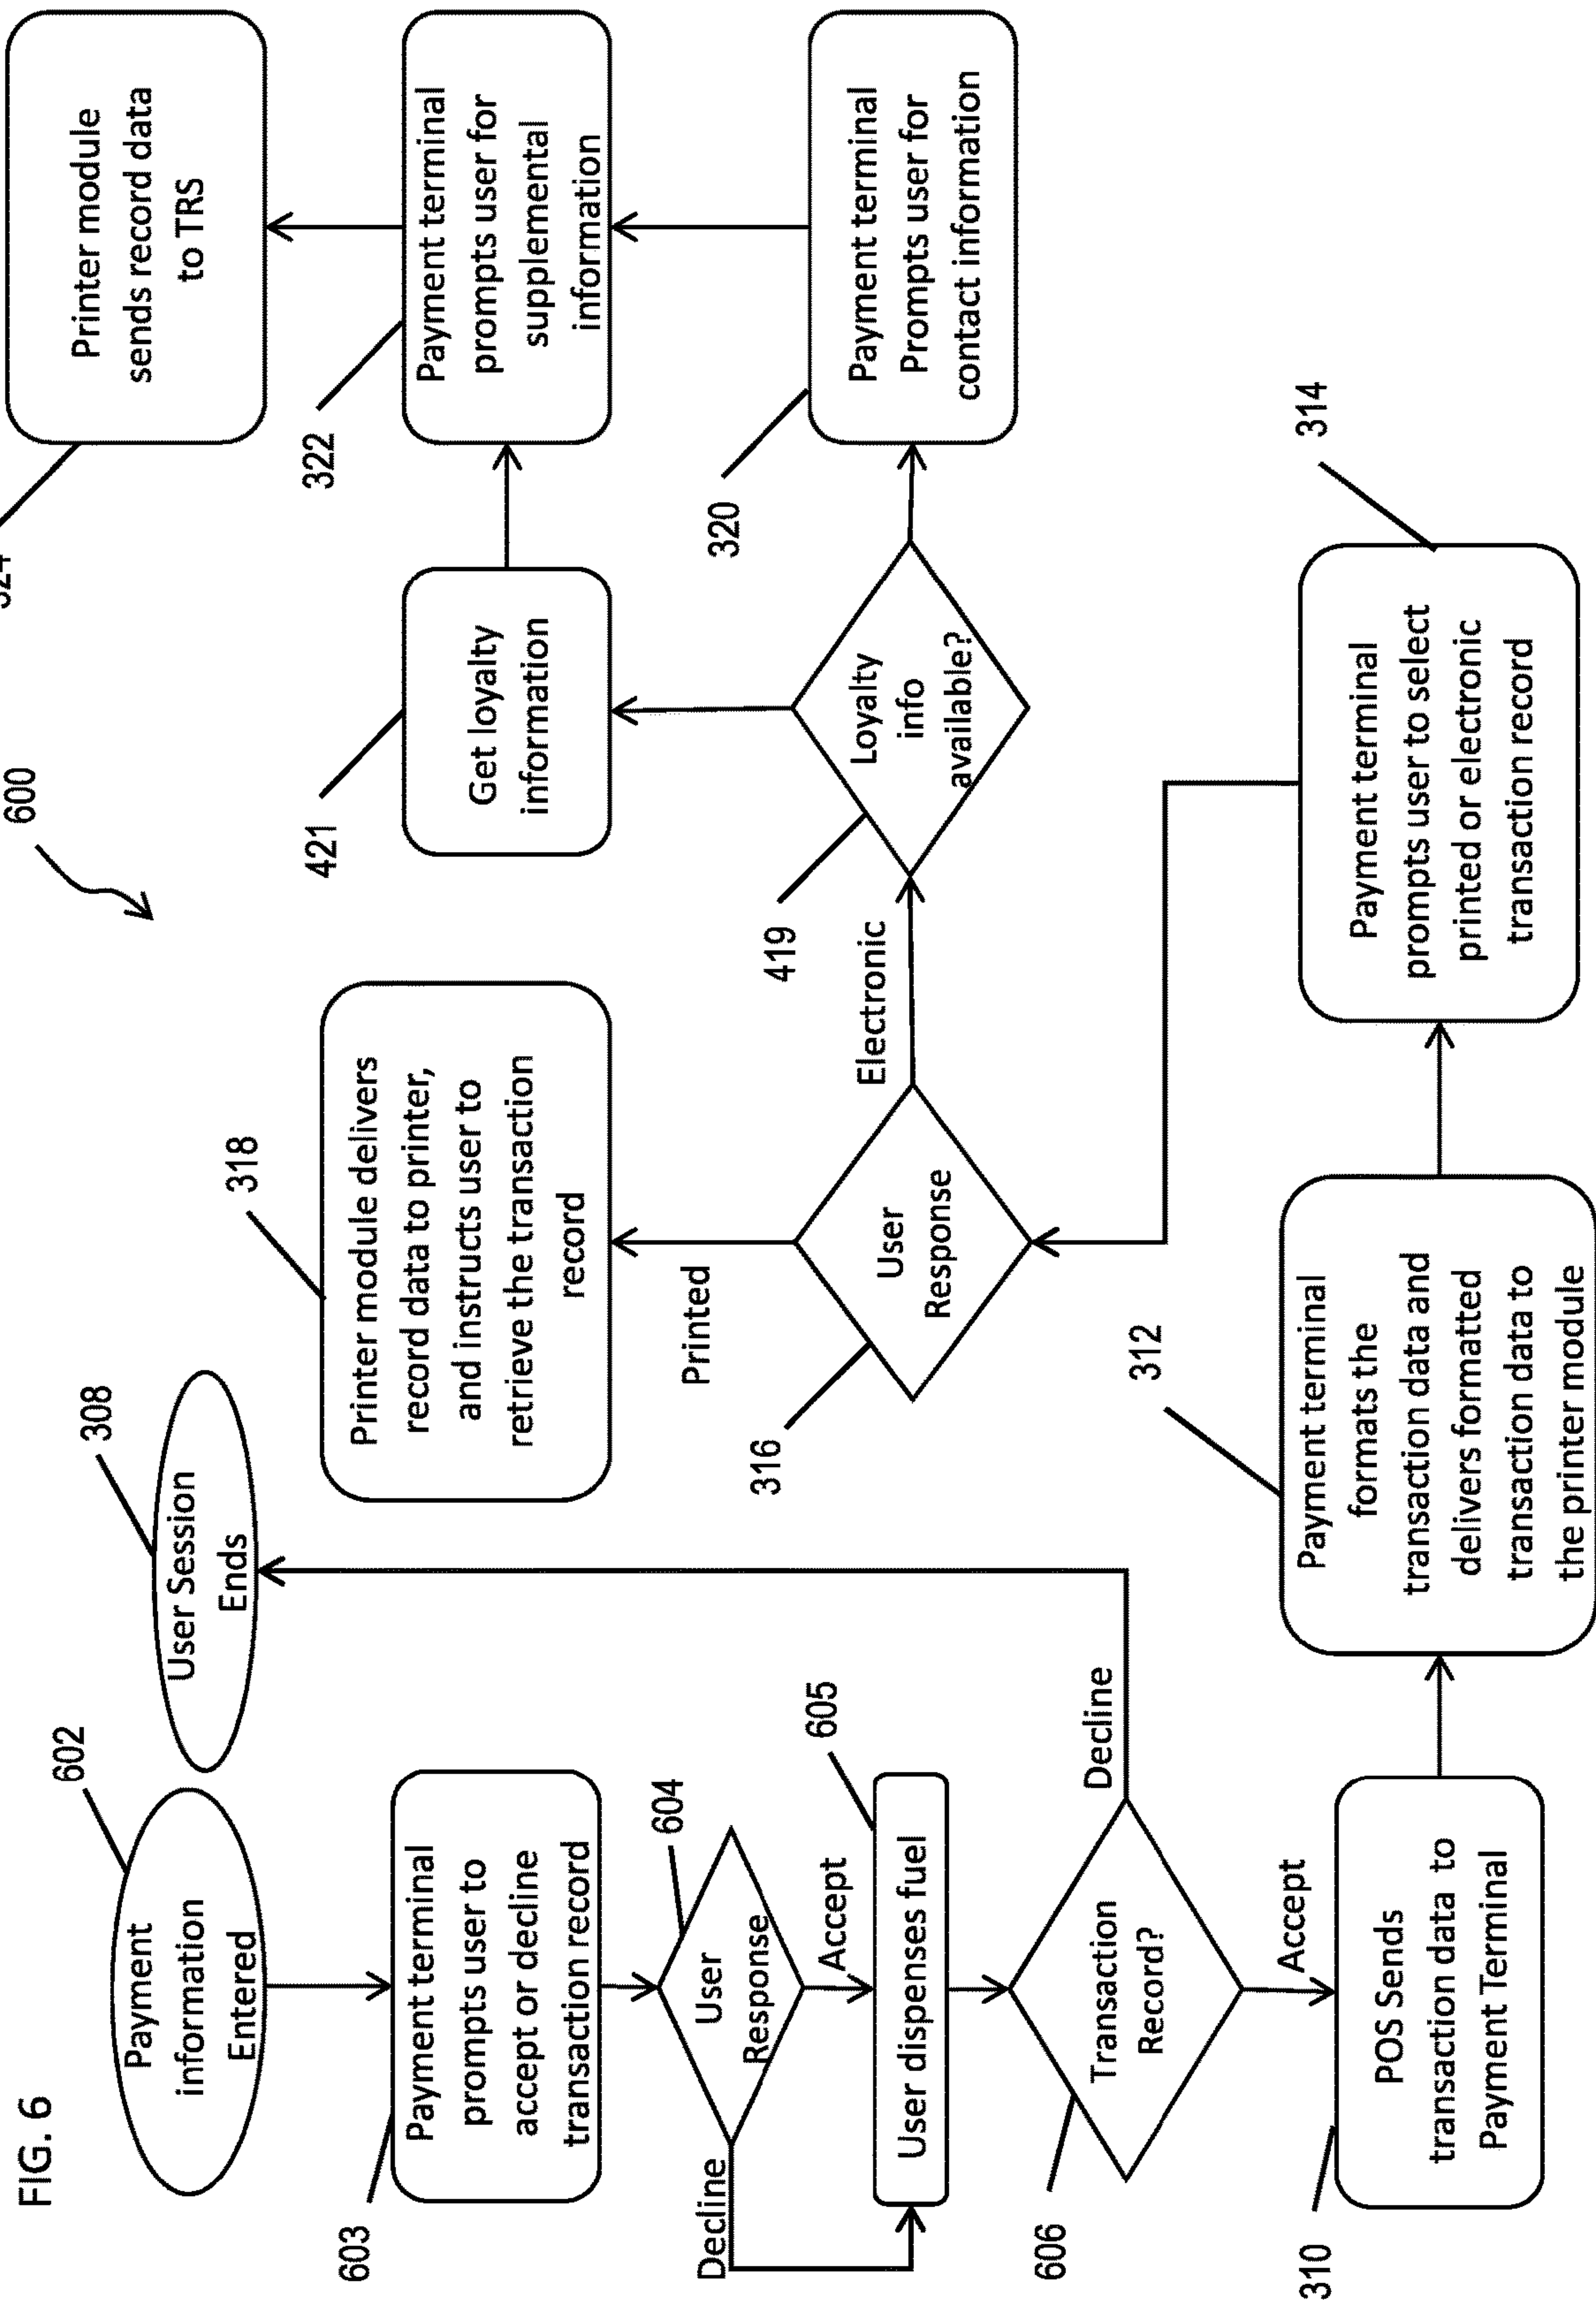 FIG. 6
600
602
Payment
information
Entered
308
User Session
Ends
603
Payment terminal
prompts user to
accept or decline
transaction record
604
User
Response
Decline
Accept
605
User dispenses fuel
606
Transaction
Record?
Decline
Accept
310
POS Sends
transaction data to
Payment Terminal
312
Payment terminal
formats the
transaction data and
delivers formatted
transaction data to
the printer module
314
Payment terminal
prompts user to select
printed or electronic
transaction record
316
User
Response
Printed
Electronic
318
Printer module delivers
record data to printer,
and instructs user to
retrieve the transaction
record
419
Loyalty
info
available?
421
Get loyalty
information
320
Payment terminal
Prompts user for
contact information
322
Payment terminal
prompts user for
supplemental
information
Printer module
sends record data
to TRS